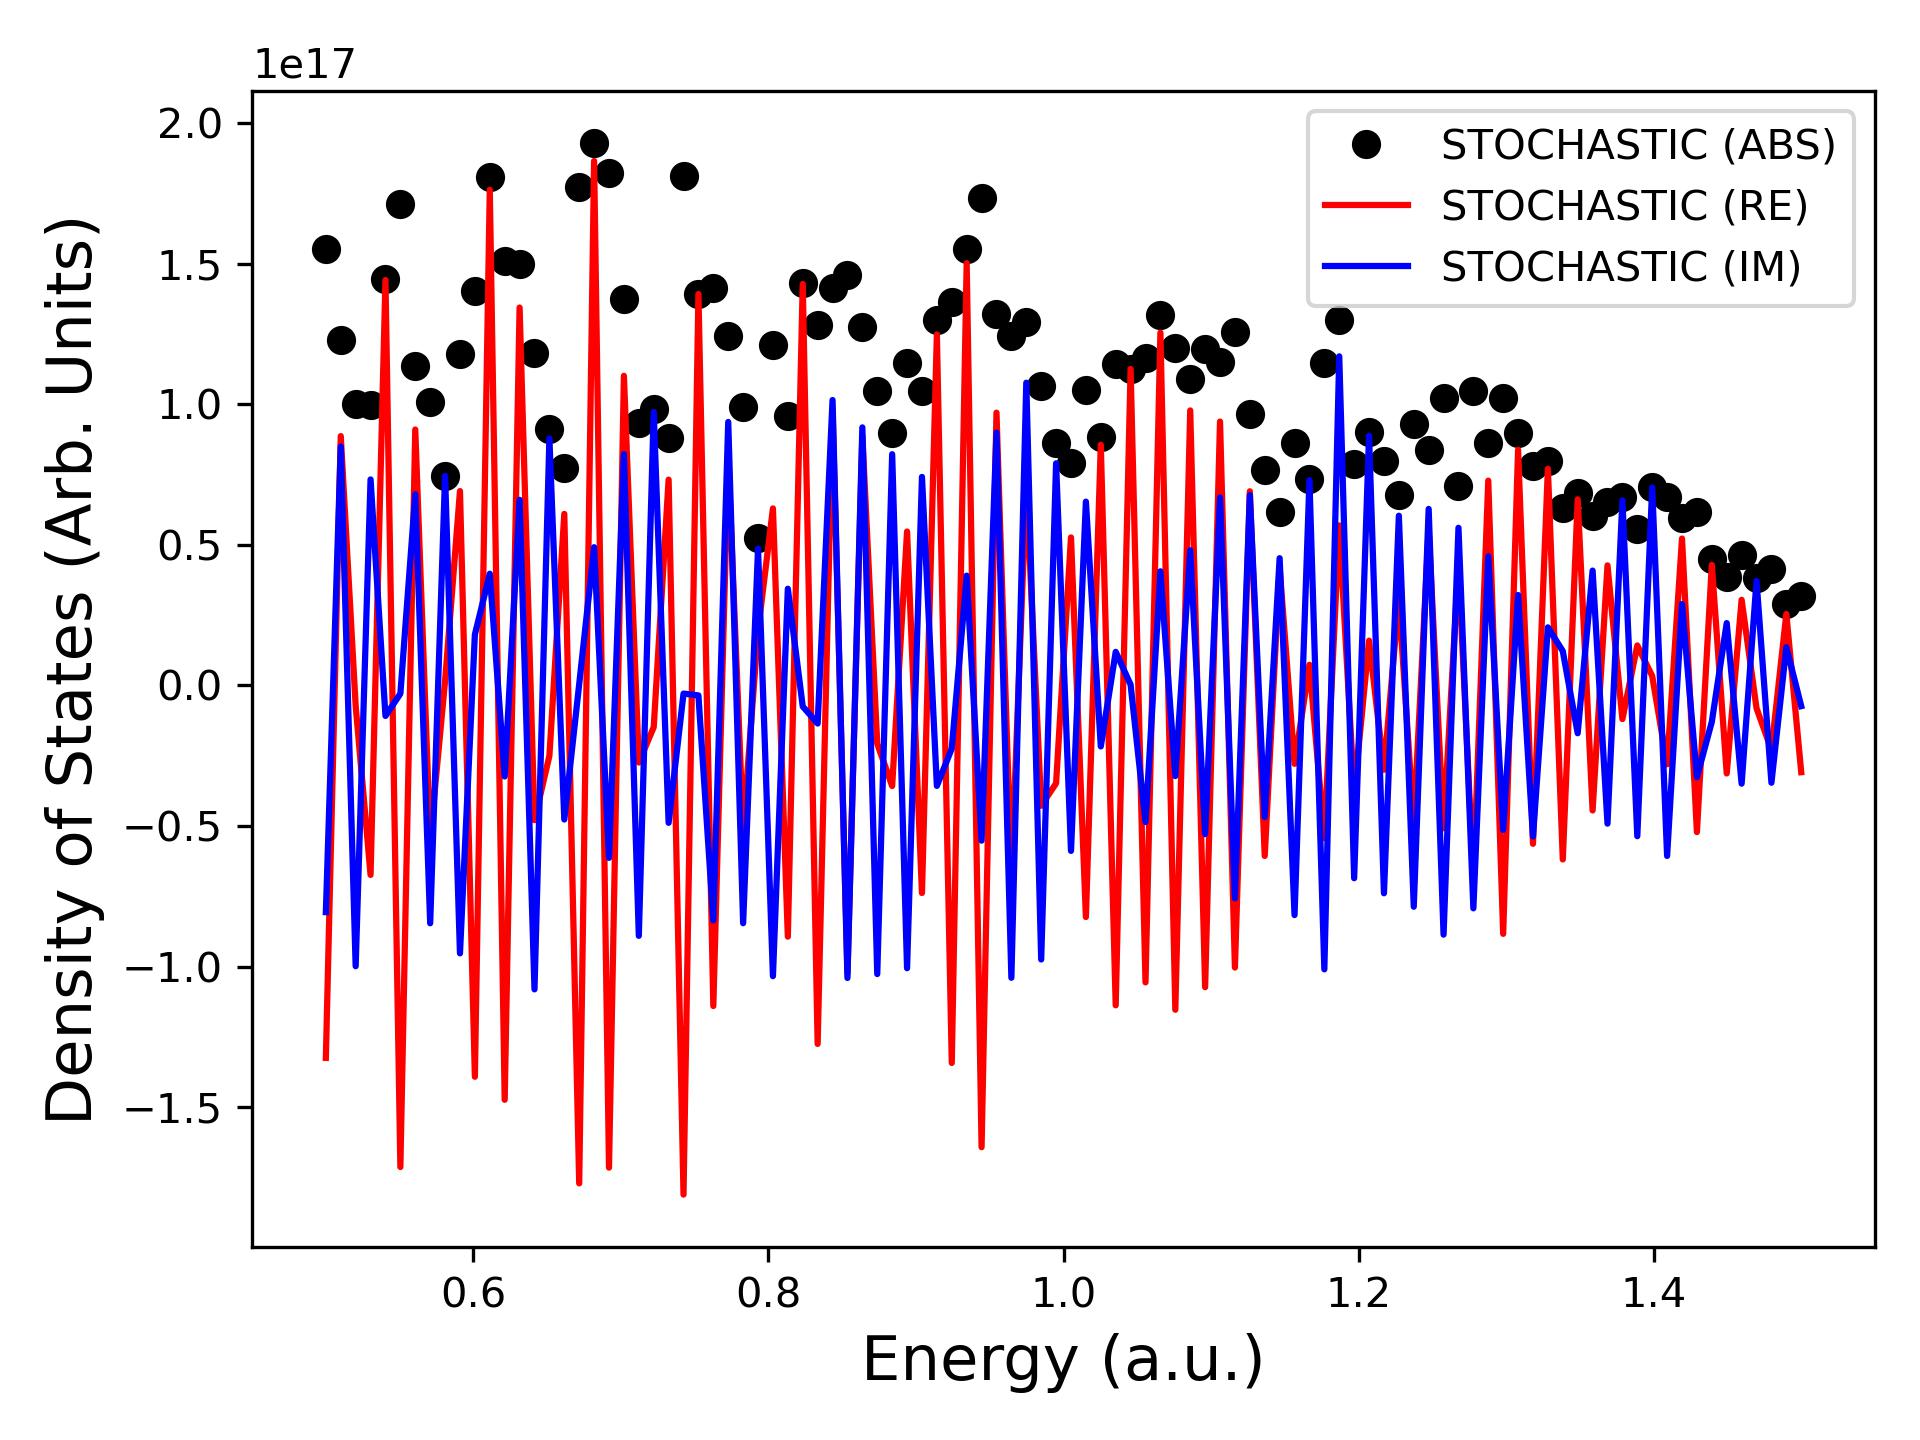 1e17
2.0
1.5
1.0
0.5
0.0
−0.5
−1.0
−1.5
Density of States (Arb. Units)
STOCHASTIC (ABS)
STOCHASTIC (RE)
STOCHASTIC (IM)
0.6 0.8 1.0 1.2 1.4
Energy (a.u.)